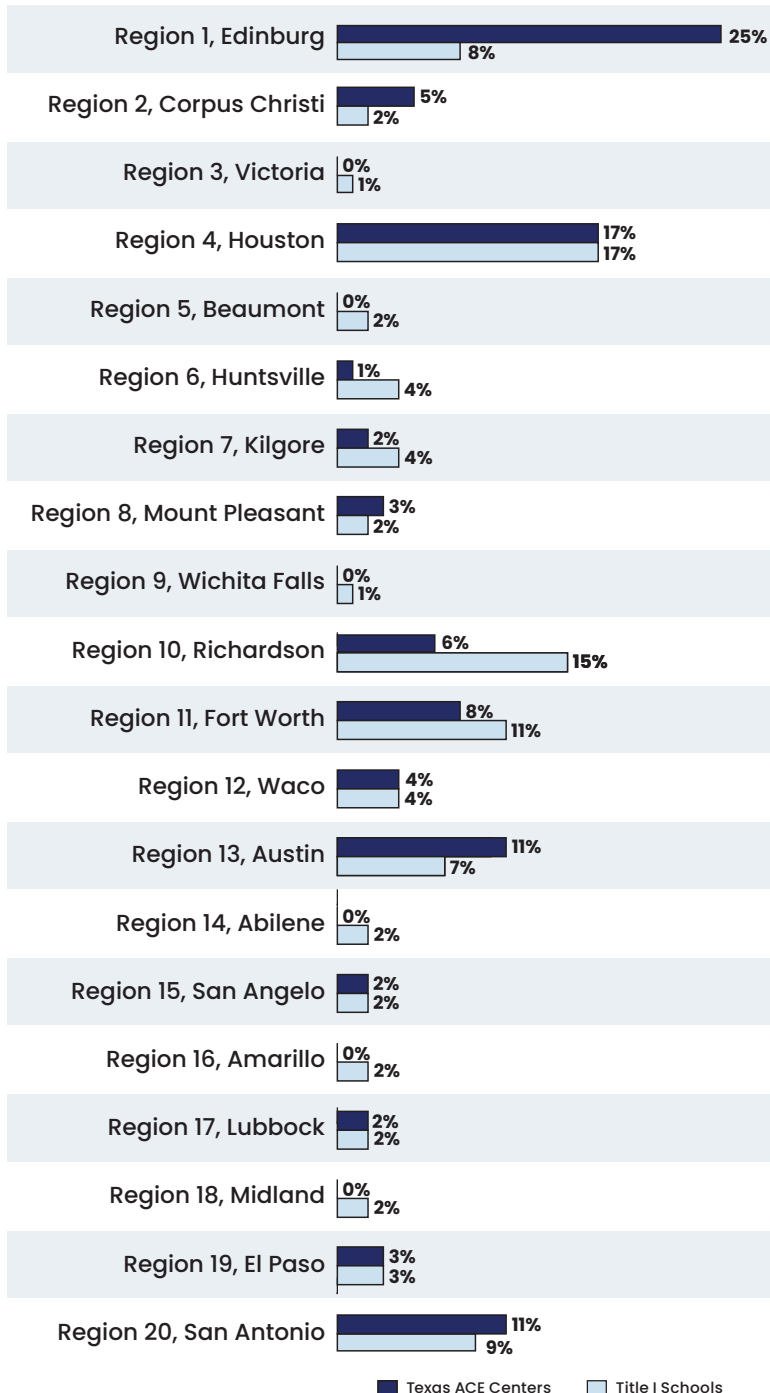 Region 1, Edinburg
25%
8%
Region 2, Corpus Christi
5%
2%
Region 3, Victoria
0%
1%
Region 4, Houston
17%
17%
Region 5, Beaumont
0%
2%
Region 6, Huntsville
1%
4%
Region 7, Kilgore
2%
4%
Region 8, Mount Pleasant
3%
2%
Region 9, Wichita Falls
0%
1%
Region 10, Richardson
6%
15%
Region 11, Fort Worth
8%
11%
Region 12, Waco
4%
4%
Region 13, Austin
11%
7%
Region 14, Abilene
0%
2%
Region 15, San Angelo
2%
2%
Region 16, Amarillo
0%
2%
Region 17, Lubbock
2%
2%
Region 18, Midland
0%
2%
Region 19, El Paso
3%
3%
Region 20, San Antonio
11%
9%
Texas ACE Centers
Title I Schools